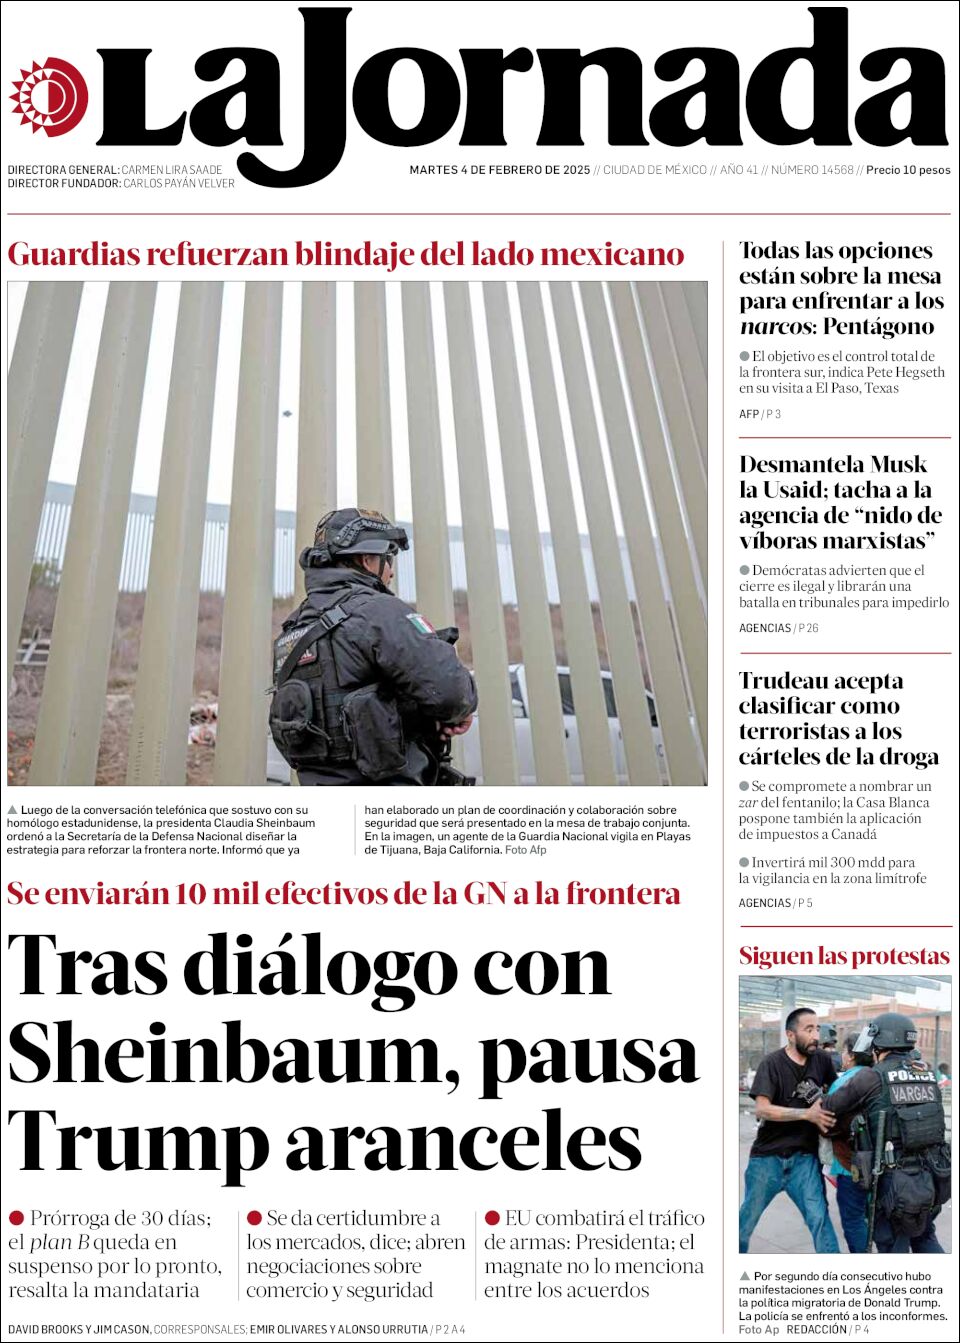 La Jornada
DIRECTORA GENERAL: CARMEN LIRA SAADE
DIRECTOR FUNDADOR: CARLOS PAYÁN VELVER
MARTES 4 DE FEBRERO DE 2025 // CIUDAD DE MÉXICO // AÑO 41 // NÚMERO 14568 // Precio 10 pesos
Guardias refuerzan blindaje del lado mexicano
GUARDIA
▲ Luego de la conversación telefónica que sostuvo con su
homólogo estadunidense, la presidenta Claudia Sheinbaum
ordenó a la Secretaría de la Defensa Nacional diseñar la
estrategia para reforzar la frontera norte. Informó que ya
han elaborado un plan de coordinación y colaboración sobre
seguridad que será presentado en la mesa de trabajo conjunta.
En la imagen, un agente de la Guardia Nacional vigila en Playas
de Tijuana, Baja California. Foto Afp
Se enviarán 10 mil efectivos de la GN a la frontera
Tras diálogo con
Sheinbaum, pausa
Trump aranceles
● Prórroga de 30 días;
el plan B queda en
suspenso por lo pronto,
resalta la mandataria
● Se da certidumbre a
los mercados, dice; abren
negociaciones sobre
comercio y seguridad
● EU combatirá el tráfico
de armas: Presidenta; el
magnate no lo menciona
entre los acuerdos
DAVID BROOKS Y JIM CASON, CORRESPONSALES; EMIR OLIVARES Y ALONSO URRUTIA / P 2 A 4
Todas las opciones
están sobre la mesa
para enfrentar a los
narcos: Pentágono
● El objetivo es el control total de
la frontera sur, indica Pete Hegseth
en su visita a El Paso, Texas
AFP / P 3
Desmantela Musk
la Usaid; tacha a la
agencia de “nido de
víboras marxistas”
● Demócratas advierten que el
cierre es ilegal y librarán una
batalla en tribunales para impedirlo
AGENCIAS / P 26
Trudeau acepta
clasificar como
terroristas a los
cárteles de la droga
● Se compromete a nombrar un
zar del fentanilo; la Casa Blanca
pospone también la aplicación
de impuestos a Canadá
● Invertirá mil 300 mdd para
la vigilancia en la zona limítrofe
AGENCIAS / P 5
Siguen las protestas
POLICE
VARGAS
▲ Por segundo día consecutivo hubo
manifestaciones en Los Ángeles contra
la política migratoria de Donald Trump.
La policía se enfrentó a los inconformes.
Foto Ap REDACCIÓN / P 4